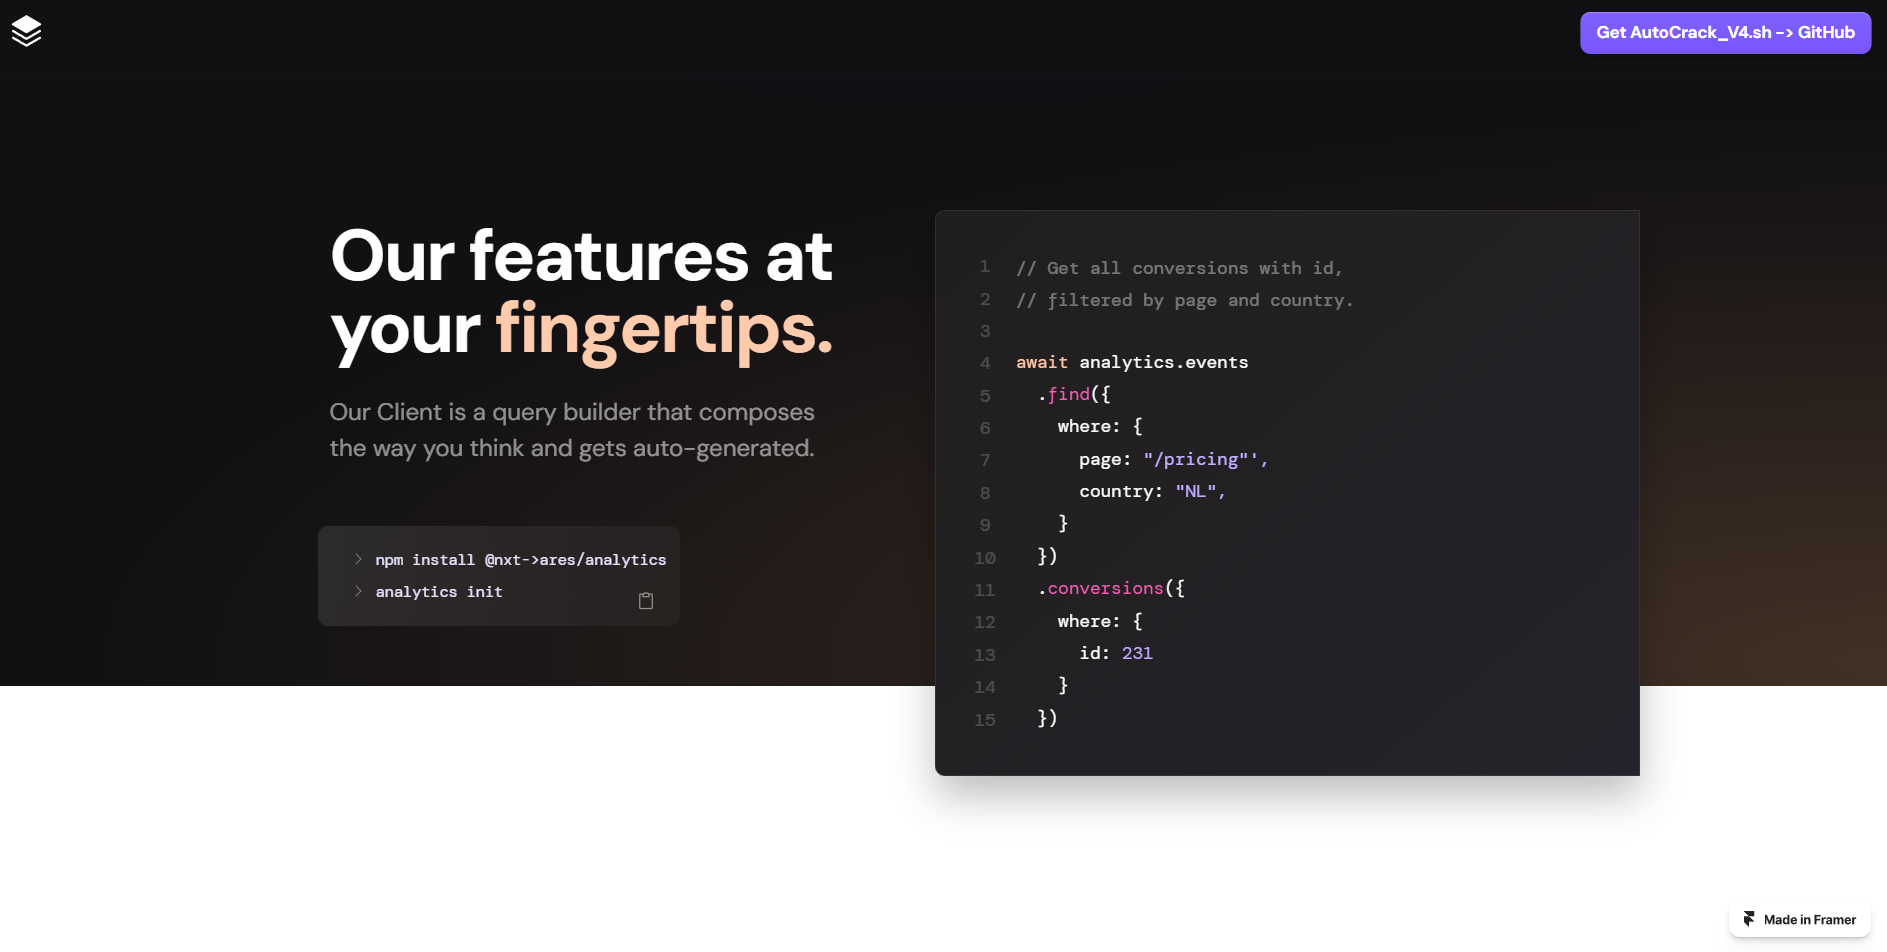 Get AutoCrack_V4.sh -> GitHub
Our features at
your fingertips.
Our Client is a query builder that composes
the way you think and gets auto-generated.
> npm install @nxt->ares/analytics
> analytics init
1 // Get all conversions with id,
2 // filtered by page and country.
3
4 await analytics.events
5   .find({
6     where: {
7       page: "/pricing"',
8       country: "NL",
9     }
10   })
11   .conversions({
12     where: {
13       id: 231
14     }
15   })
Made in Framer